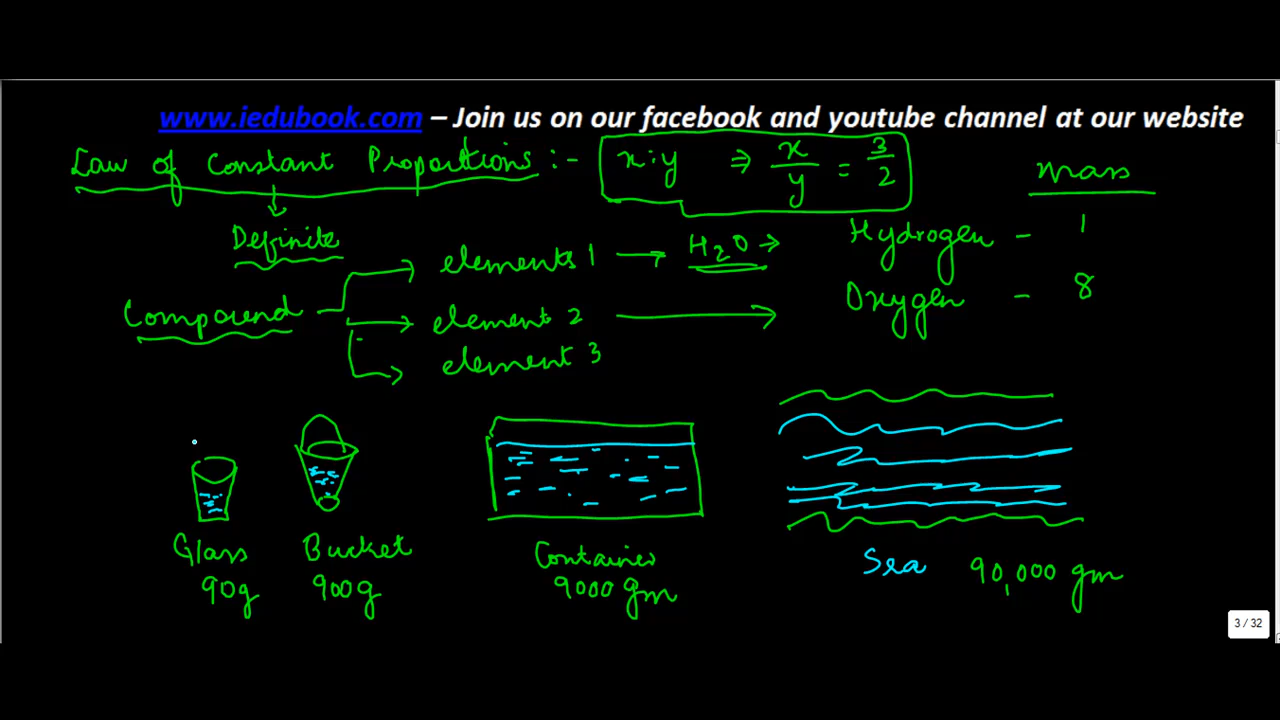 www.iedubook.com – Join us on our facebook and youtube channel at our website
Law of Constant Proportions :- x:y ⇒ x/y = 3/2
Mass
Definite
Hydrogen - 1
elements 1 → H2O →
Oxygen - 8
Compound → element 2 →
element 3
Glass Bucket Container Sea 90,000 gm
90g 900g 9000 gm
3 / 32